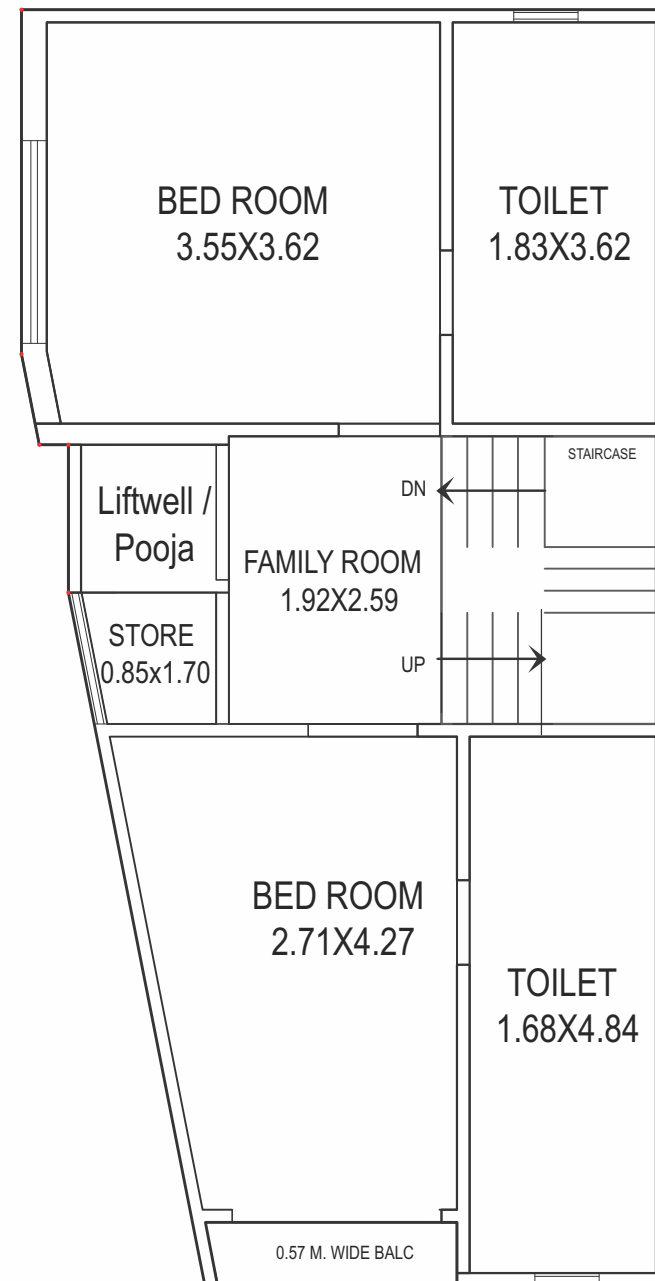 BED ROOM
3.55X3.62
TOILET
1.83X3.62
STAIRCASE
DN
Liftwell /
Pooja
FAMILY ROOM
1.92X2.59
STORE
0.85x1.70
UP
BED ROOM
2.71X4.27
TOILET
1.68X4.84
0.57 M. WIDE BALC